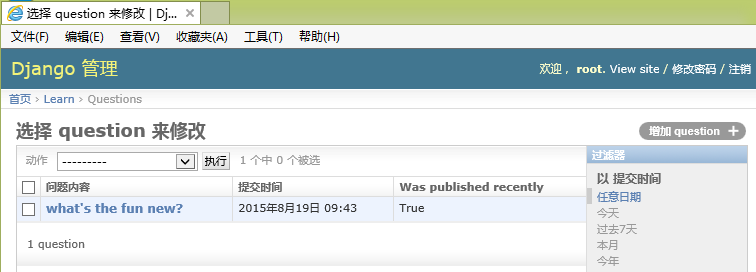 选择 question 来修改 | Dj...
文件(F) 编辑(E) 查看(V) 收藏夹(A) 工具(T) 帮助(H)
Django 管理 欢迎， root. View site / 修改密码 / 注销
首页 › Learn › Questions
选择 question 来修改 增加 question
动作 --------- 执行 1 个中 0 个被选
过滤器
问题内容 提交时间 Was published recently
what's the fun new? 2015年8月19日 09:43 True
1 question
以 提交时间
任意日期
今天
过去7天
本月
今年